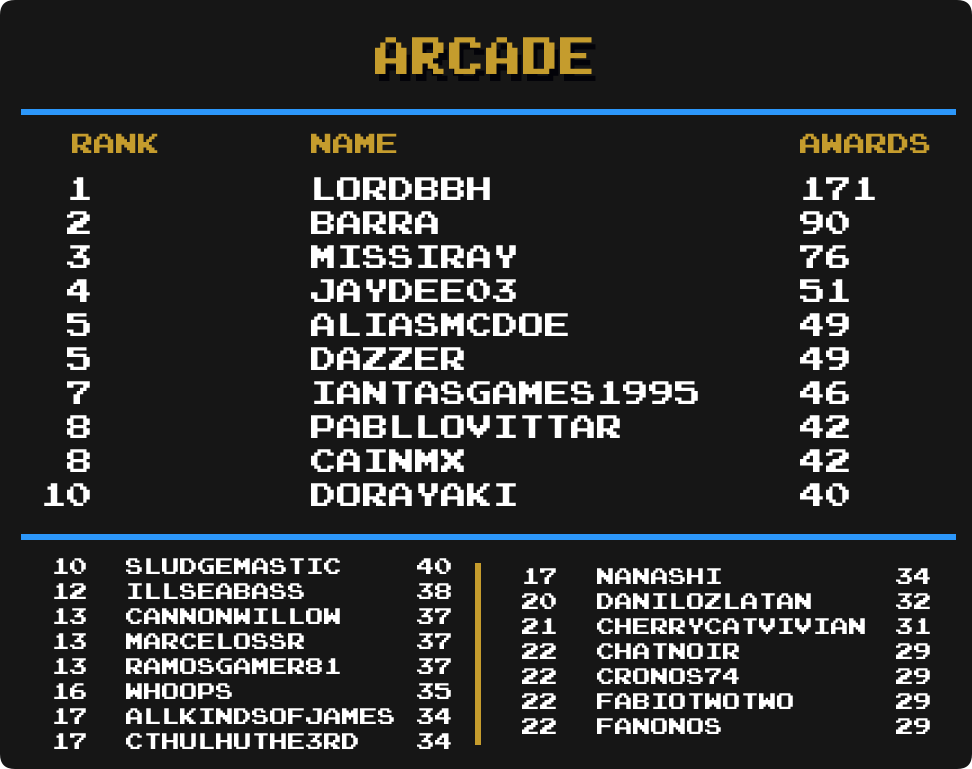 ARCADE
RANK NAME AWARDS
1 LORDBBH 171
2 BARRA 90
3 MISSIRAY 76
4 JAYDEE03 51
5 ALIASMCDOE 49
5 DAZZER 49
7 IANTASGAMES1995 46
8 PABLLOVITTAR 42
8 CAINMX 42
10 DORAYAKI 40
10 SLUDGEMASTIC 40
12 ILLSEABASS 38
13 CANNONWILLOW 37
13 MARCELOSSR 37
13 RAMOSGAMER81 37
16 WHOOPS 35
17 ALLKINDSOFJAMES 34
17 CTHULHUTHE3RD 34
17 NANASHI 34
20 DANILOZLATAN 32
21 CHERRYCATVIVIAN 31
22 CHATNOIR 29
22 CRONOS74 29
22 FABIOTWOTWO 29
22 FANONOS 29